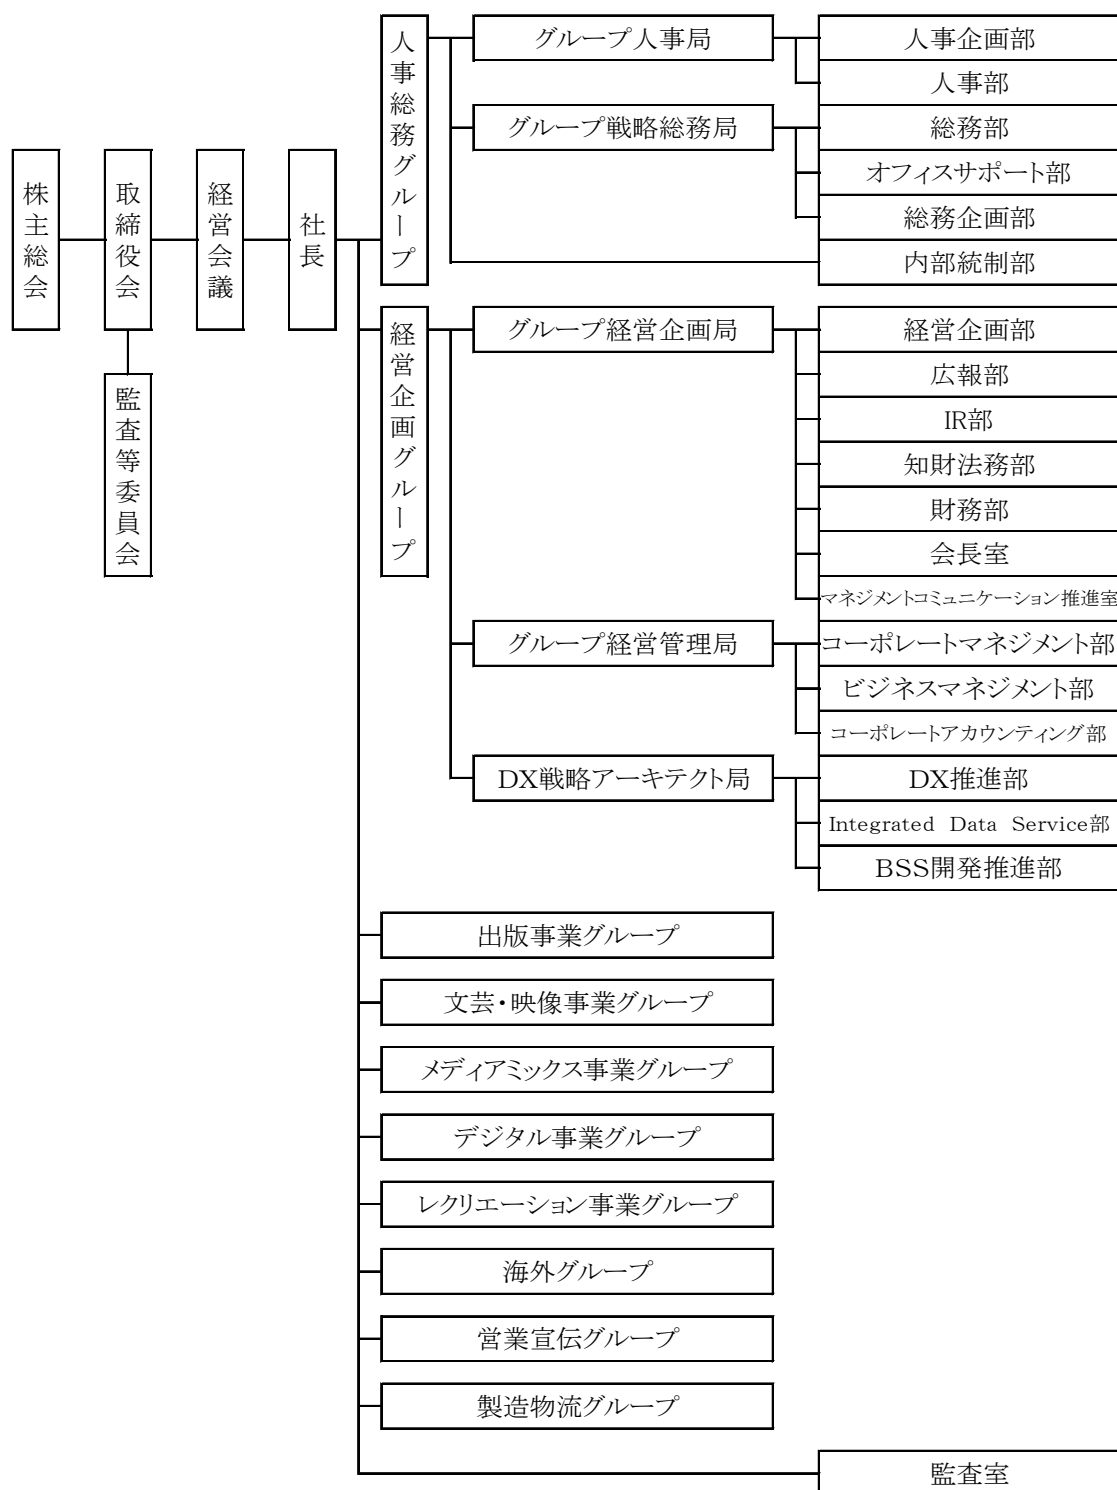 株主総会
取締役会
監査等委員会
経営会議
社長
人事総務グループ
グループ人事局
人事企画部
人事部
グループ戦略総務局
総務部
オフィスサポート部
総務企画部
内部統制部
経営企画グループ
グループ経営企画局
経営企画部
広報部
IR部
知財法務部
財務部
会長室
マネジメントコミュニケーション推進室
グループ経営管理局
コーポレートマネジメント部
ビジネスマネジメント部
コーポレートアカウンティング部
DX戦略アーキテクト局
DX推進部
Integrated Data Service部
BSS開発推進部
出版事業グループ
文芸・映像事業グループ
メディアミックス事業グループ
デジタル事業グループ
レクリエーション事業グループ
海外グループ
営業宣伝グループ
製造物流グループ
監査室